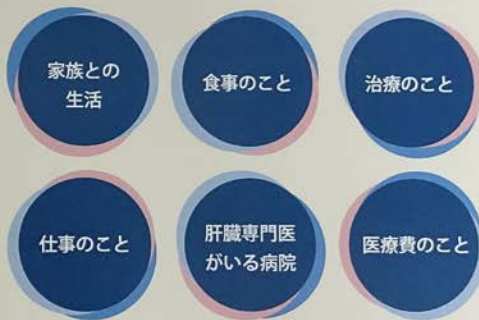 家族との
生活
食事のこと
治療のこと
仕事のこと
肝臓専門医
がいる病院
医療費のこと